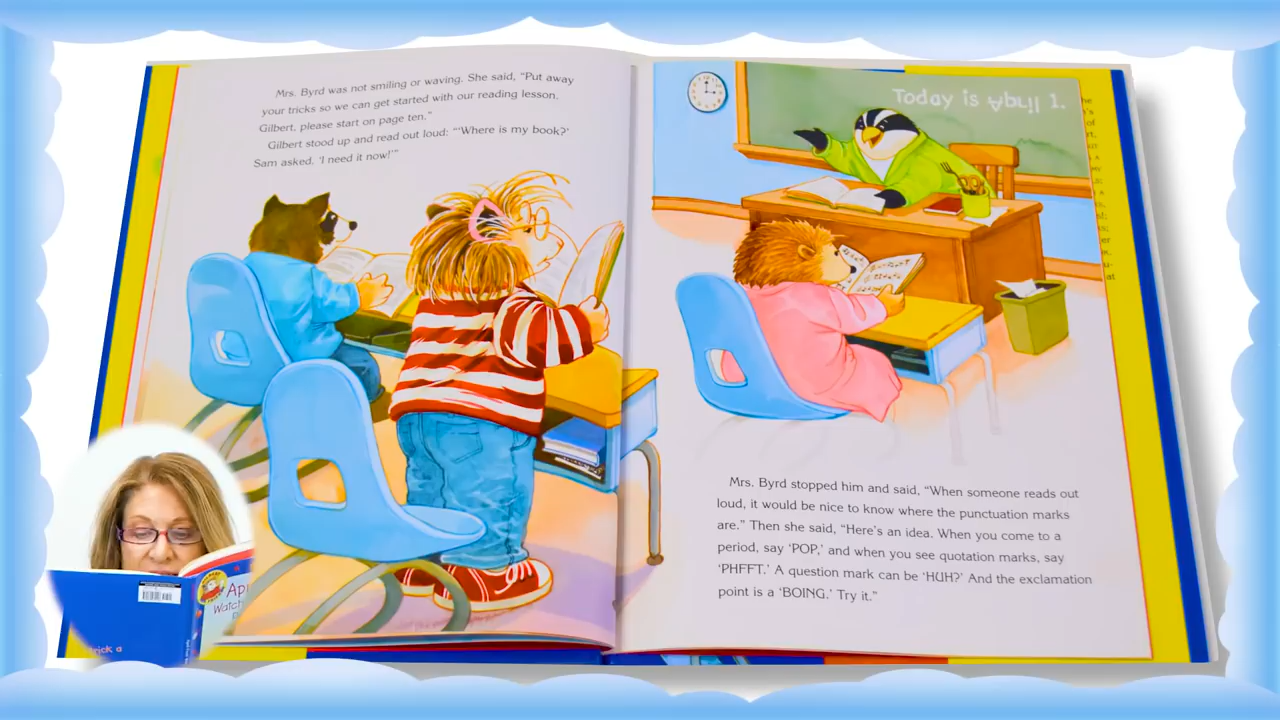 Mrs. Byrd was not smiling or waving. She said, “Put away
your tricks so we can get started with our reading lesson.
Gilbert, please start on page ten.”
Gilbert stood up and read out loud: “‘Where is my book?’
Sam asked. ‘I need it now!’”
Today is April 1.
Mrs. Byrd stopped him and said, “When someone reads out
loud, it would be nice to know where the punctuation marks
are.” Then she said, “Here’s an idea. When you come to a
period, say ‘POP,’ and when you see quotation marks, say
‘PHFFT.’ A question mark can be ‘HUH?’ And the exclamation
point is a ‘BOING.’ Try it.”
Apr
Watch
trick a